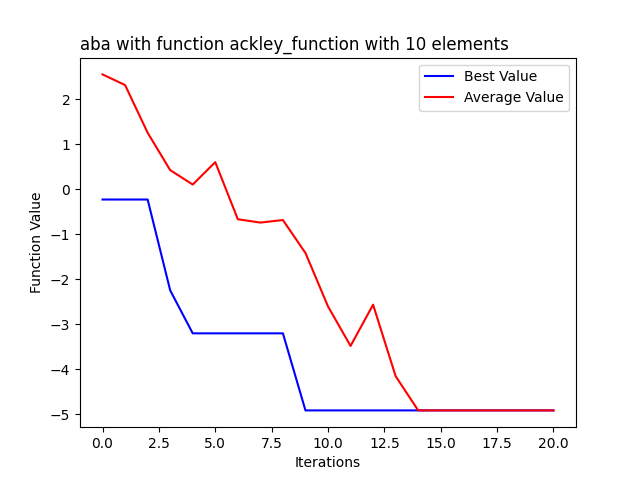 aba with function ackley_function with 10 elements
Best Value
Average Value
Function Value
2
1
0
−1
−2
−3
−4
−5
0.0 2.5 5.0 7.5 10.0 12.5 15.0 17.5 20.0
Iterations